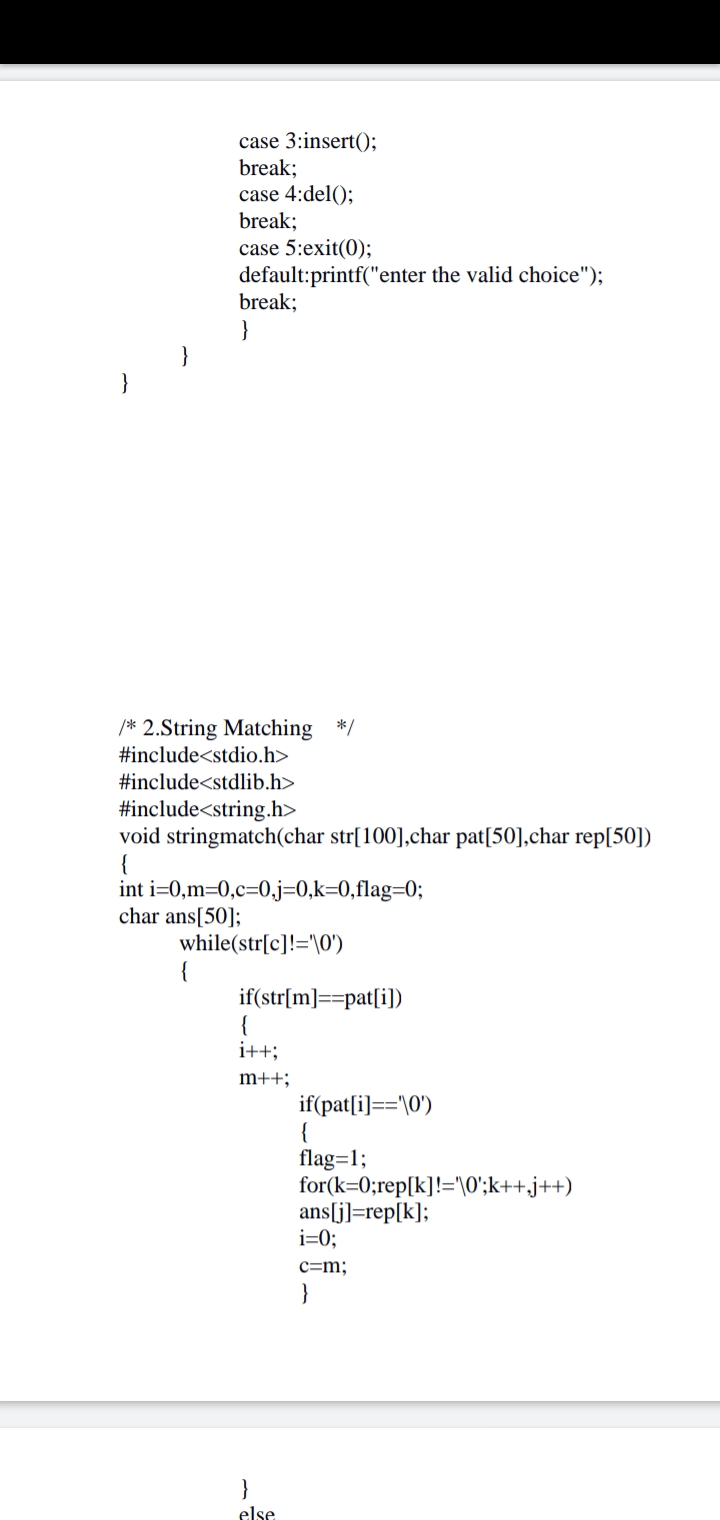 case 3:insert();
break;
case 4:del();
break;
case 5:exit(0);
default:printf("enter the valid choice");
break;
}
}
}
/* 2.String Matching */
#include<stdio.h>
#include<stdlib.h>
#include<string.h>
void stringmatch(char str[100],char pat[50],char rep[50])
{
int i=0,m=0,c=0,j=0,k=0,flag=0;
char ans[50];
while(str[c]!='\0')
{
if(str[m]==pat[i])
{
i++;
m++;
if(pat[i]=='\0')
{
flag=1;
for(k=0;rep[k]!='\0';k++,j++)
ans[j]=rep[k];
i=0;
c=m;
}
}
else